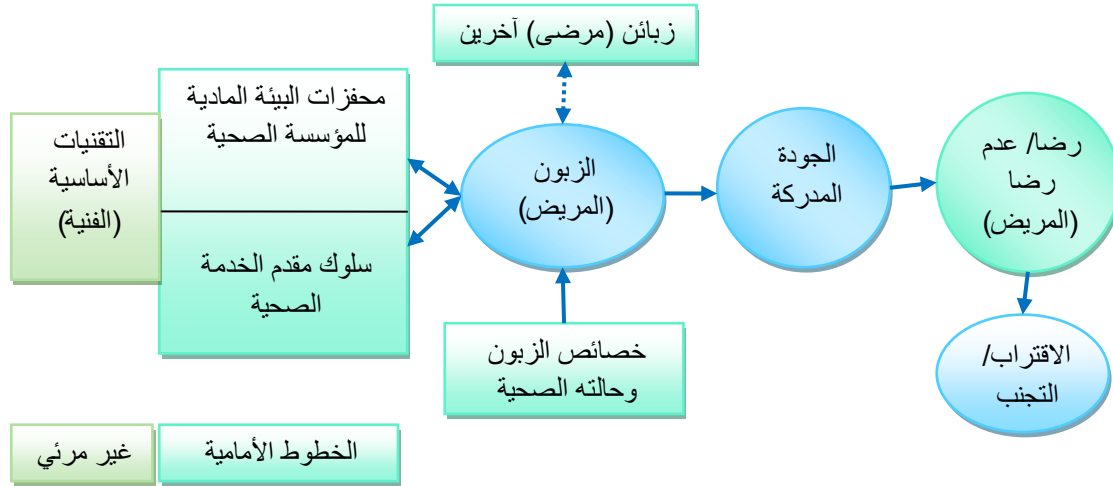 زبائن (مرضى) آخرين
محفزات البيئة المادية
للمؤسسة الصحية
التقنيات
الأساسية
(الفنية)
سلوك مقدم الخدمة
الصحية
الزبون
(المريض)
الجودة
المدركة
رضا/ عدم
رضا
(المريض)
خصائص الزبون
وحالته الصحية
الاقتراب/
التجنب
الخطوط الأمامية
غير مرئي